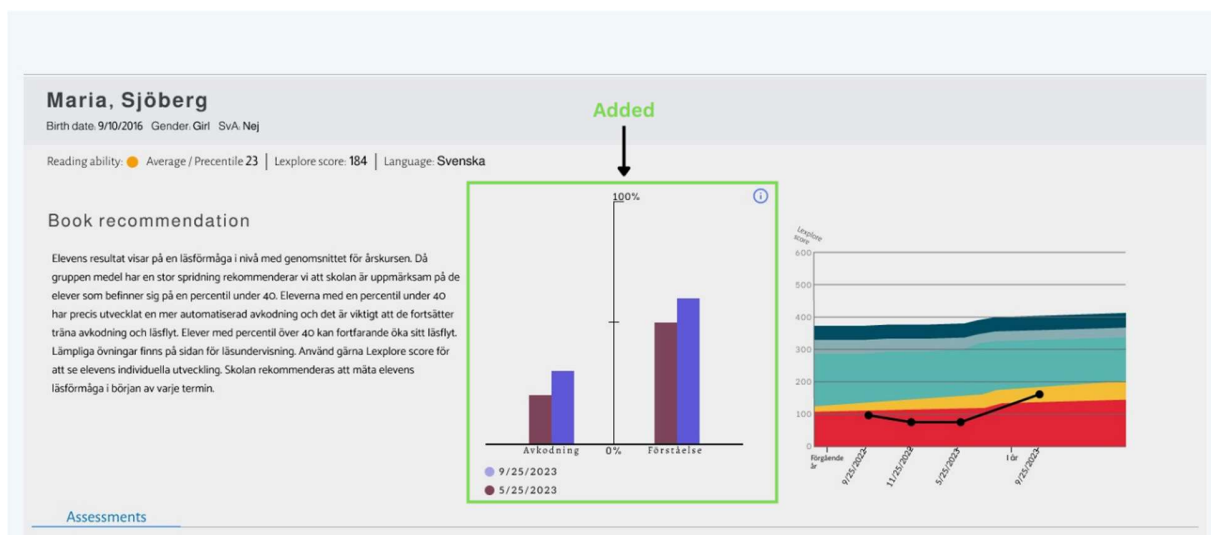 Maria, Sjöberg
Birth date: 9/10/2016 Gender: Girl SvA: Nej
Added
Reading ability: Average / Precentile 23 | Lexplore score: 184 | Language: Svenska
Book recommendation
Elevens resultat visar på en läsförmåga i nivå med genomsnittet för årskursen. Då
gruppen medel har en stor spridning rekommenderar vi att skolan är uppmärksam på de
elever som befinner sig på en percentil under 40. Eleverna med en percentil under 40
har precis utvecklat en mer automatiserad avkodning och det är viktigt att de fortsätter
träna avkodning och läsflyt. Elever med percentil över 40 kan fortfarande öka sitt läsflyt.
Lämpliga övningar finns på sidan för läsundervisning. Använd gärna Lexplore score för
att se elevens individuella utveckling. Skolan rekommenderas att mäta elevens
läsförmåga i början av varje termin.
100%
Avkodning 0% Förståelse
9/25/2023
5/25/2023
Lexplore
score
600
500
400
300
200
100
0
Förgående
år
9/25/2022
11/25/2022
5/25/2023
I år
9/25/2023
Assessments